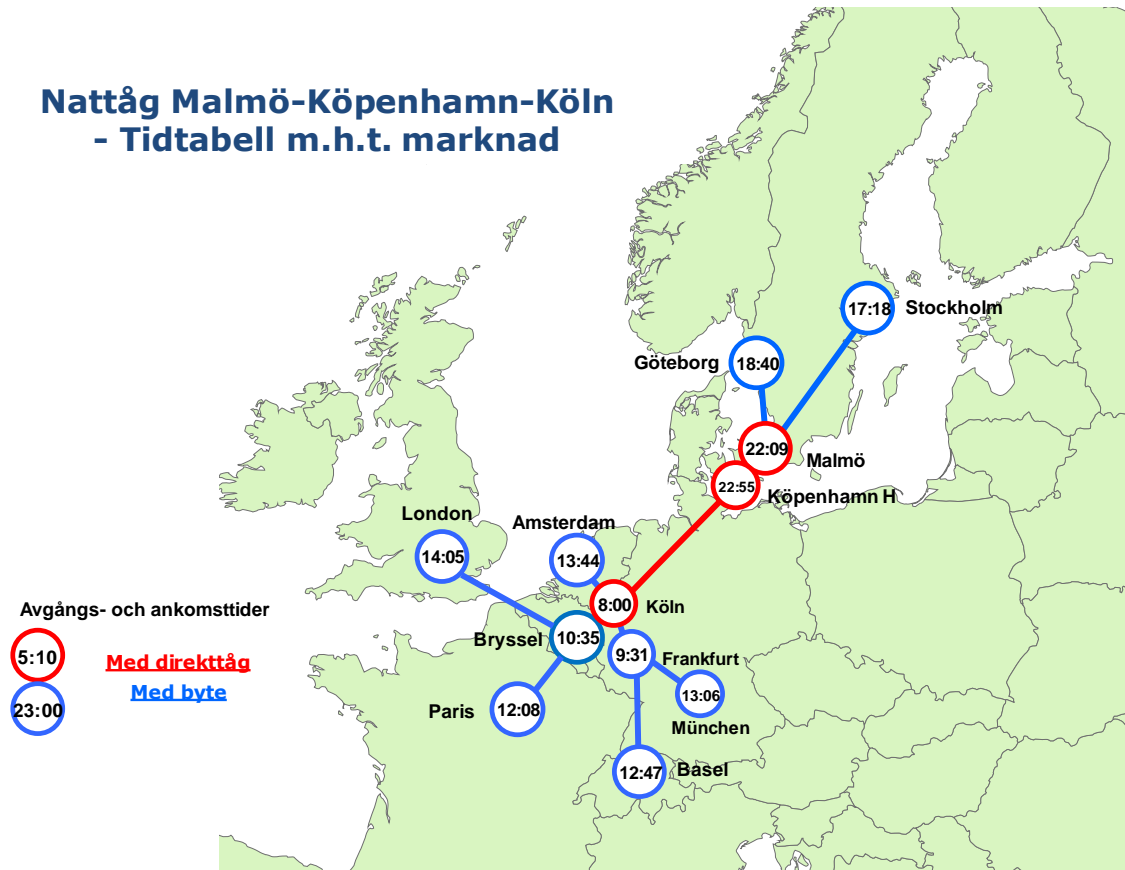 Nattåg Malmö-Köpenhamn-Köln
- Tidtabell m.h.t. marknad
17:18
Stockholm
Göteborg
18:40
22:09
Malmö
22:55
Köpenhamn H
London
Amsterdam
14:05
13:44
8:00
Köln
Avgångs- och ankomsttider
Bryssel
10:35
9:31
Frankfurt
5:10
Med direkttåg
Med byte
23:00
Paris
12:08
13:06
München
12:47
Basel